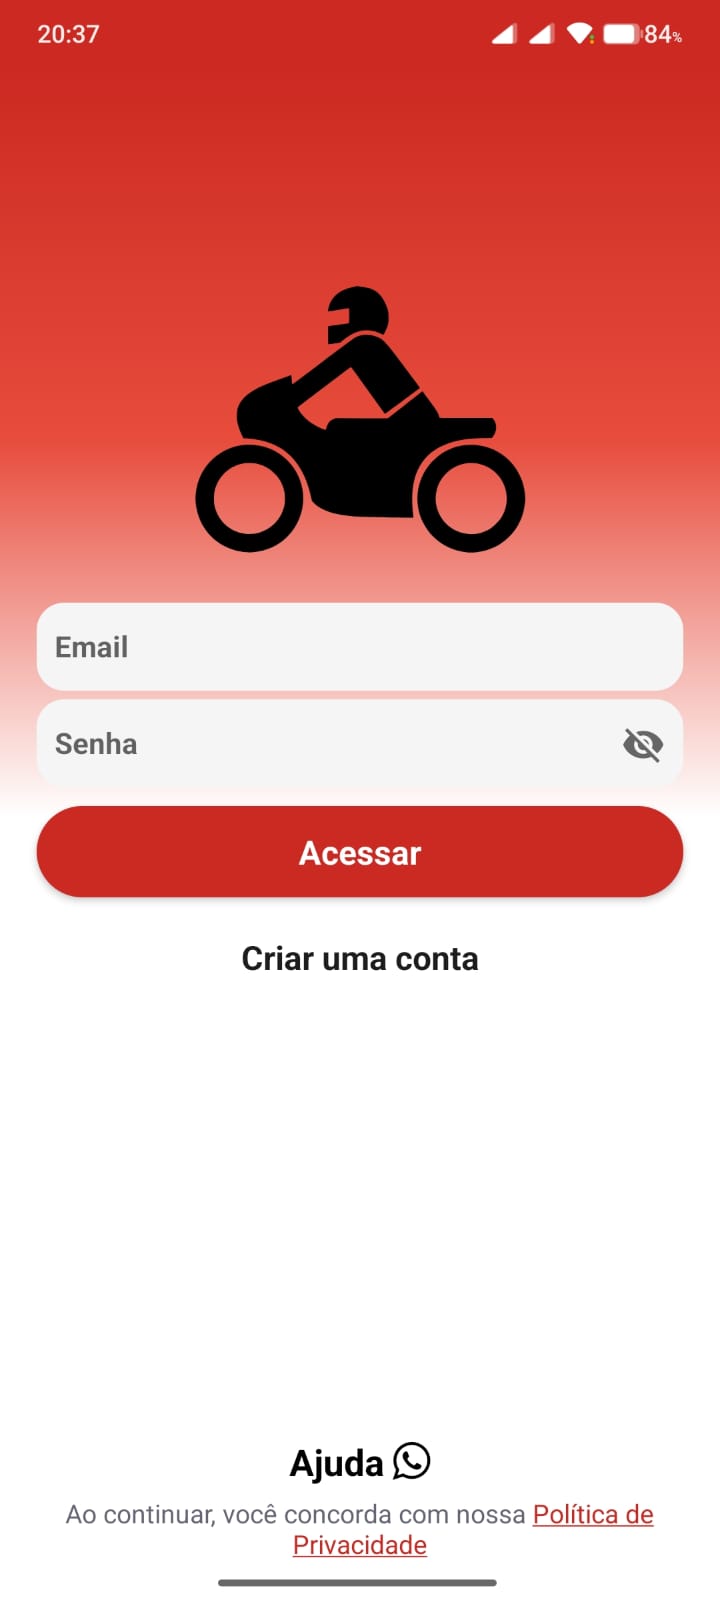 20:37
84%
Email
Senha
Acessar
Criar uma conta
Ajuda
Ao continuar, você concorda com nossa Política de
Privacidade